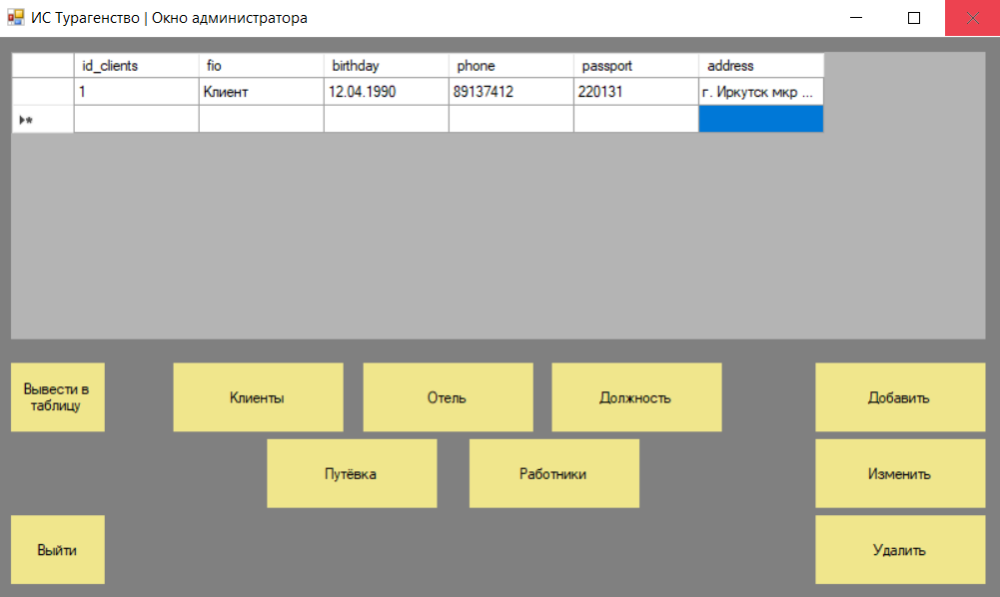 ИС Турагенство | Окно администратора
id_clients fio birthday phone passport address
1 Клиент 12.04.1990 89137412 220131 г. Иркутск мкр ...
Вывести в
таблицу
Клиенты Отель Должность Добавить
Путёвка Работники Изменить
Выйти Удалить